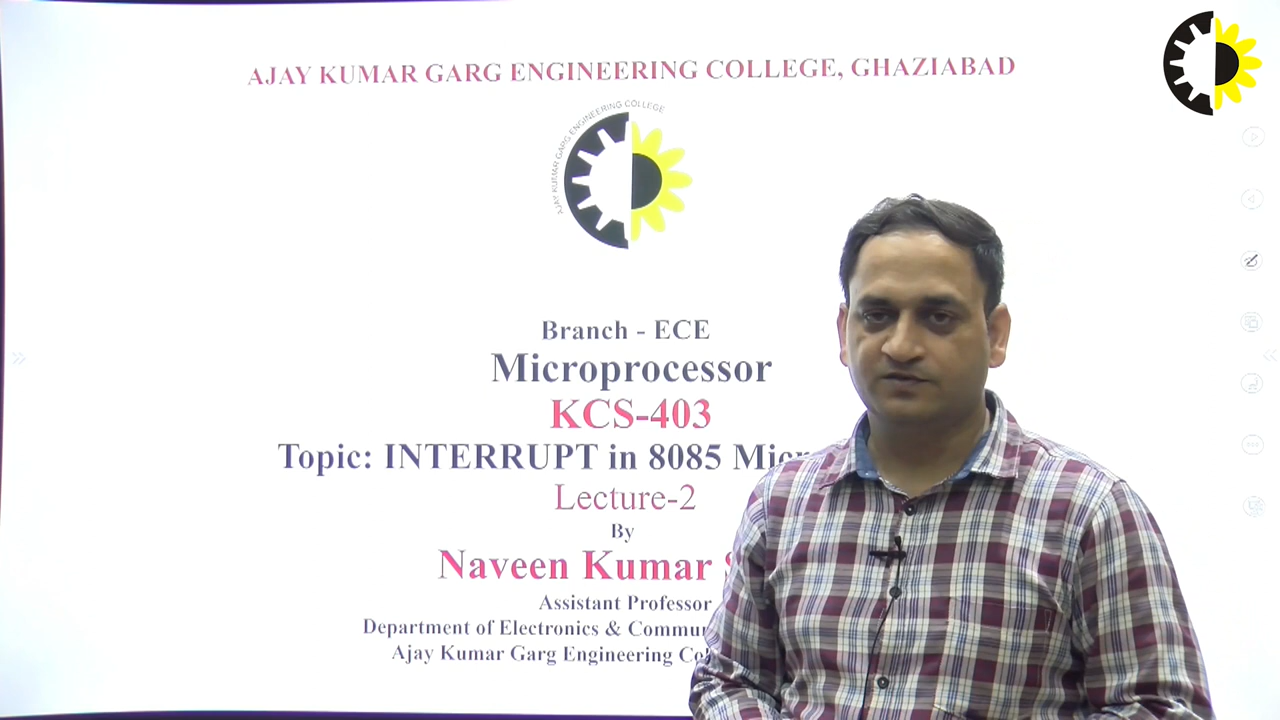 AJAY KUMAR GARG ENGINEERING COLLEGE, GHAZIABAD
AJAY KUMAR GARG ENGINEERING COLLEGE
Branch - ECE
Microprocessor
KCS-403
Topic: INTERRUPT in 8085
Lecture-2
By
Naveen Kumar
Assistant Professor
Department of Electronics &
Ajay Kumar Garg Engineering